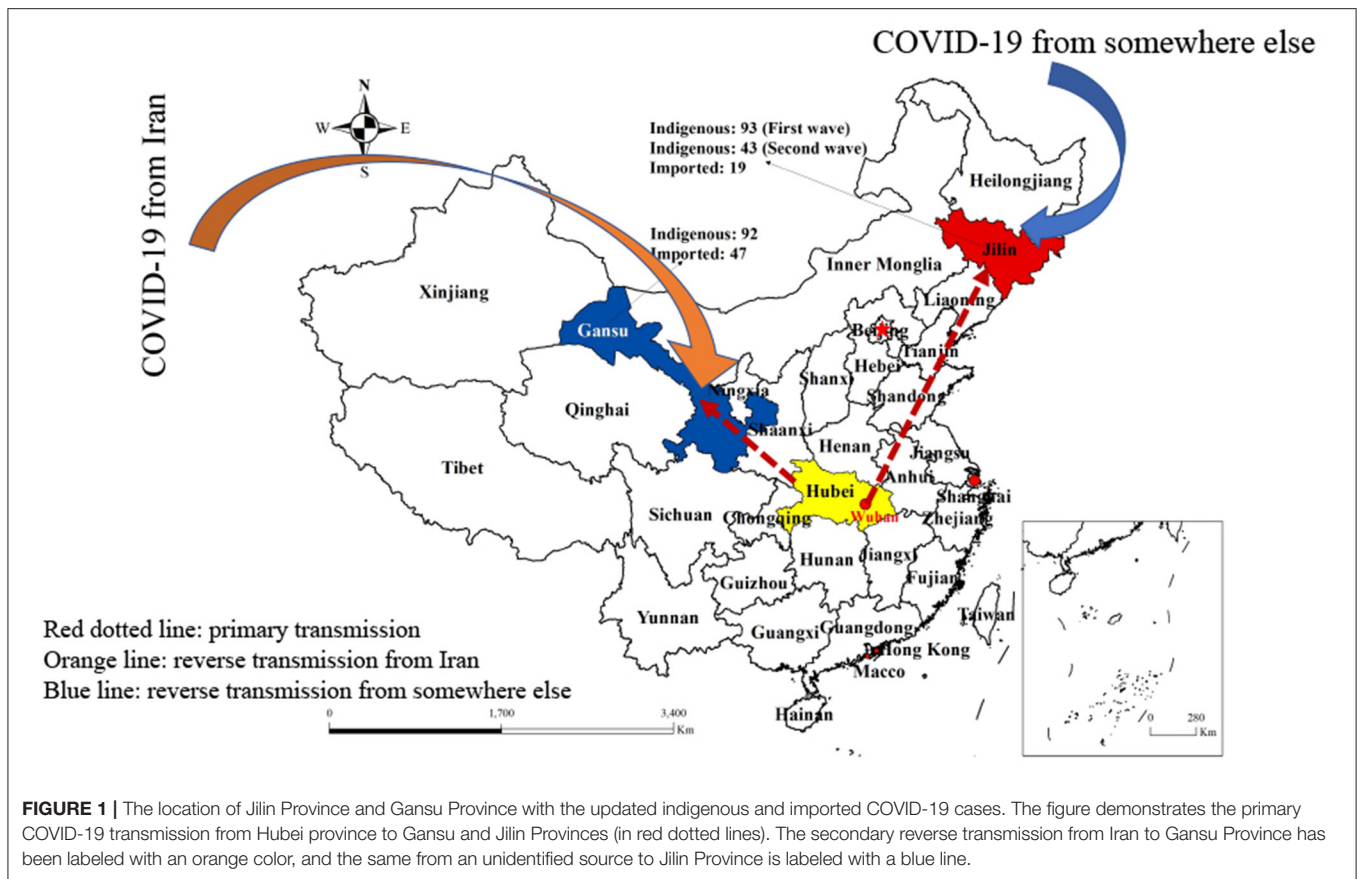 COVID-19 from somewhere else
COVID-19 from Iran
N
W
E
S
Indigenous: 93 (First wave)
Indigenous: 43 (Second wave)
Imported: 19
Heilongjiang
Indigenous: 92
Imported: 47
Jilin
Inner Monglia
Xinjiang
Liaoning
Gansu
Beijing
Tianjin
Hebei
Shanxi
Ningxia
Shandong
Qinghai
Shaanxi
Henan
Jiangsu
Tibet
Anhui
Hubei
Shanghai
Wuhan
Sichuan
Chongqing
Zhejiang
Hunan
Jiangxi
Guizhou
Fujian
Taiwan
Yunnan
Guangxi
Guangdong
Hong Kong
Macco
Hainan
Red dotted line: primary transmission
Orange line: reverse transmission from Iran
Blue line: reverse transmission from somewhere else
0 1,700 3,400
Km
0 280
Km
FIGURE 1 | The location of Jilin Province and Gansu Province with the updated indigenous and imported COVID-19 cases. The figure demonstrates the primary
COVID-19 transmission from Hubei province to Gansu and Jilin Provinces (in red dotted lines). The secondary reverse transmission from Iran to Gansu Province has
been labeled with an orange color, and the same from an unidentified source to Jilin Province is labeled with a blue line.